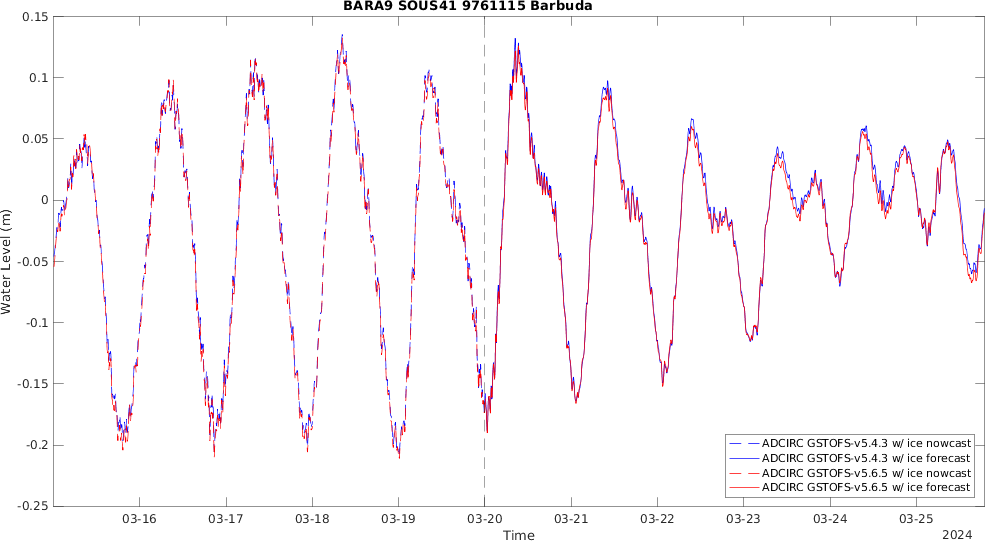 BARA9 SOUS41 9761115 Barbuda
0.15
0.1
0.05
0
-0.05
-0.1
-0.15
-0.2
-0.25
Water Level (m)
03-16 03-17 03-18 03-19 03-20 03-21 03-22 03-23 03-24 03-25
Time
2024
ADCIRC GSTOFS-v5.4.3 w/ ice nowcast
ADCIRC GSTOFS-v5.4.3 w/ ice forecast
ADCIRC GSTOFS-v5.6.5 w/ ice nowcast
ADCIRC GSTOFS-v5.6.5 w/ ice forecast